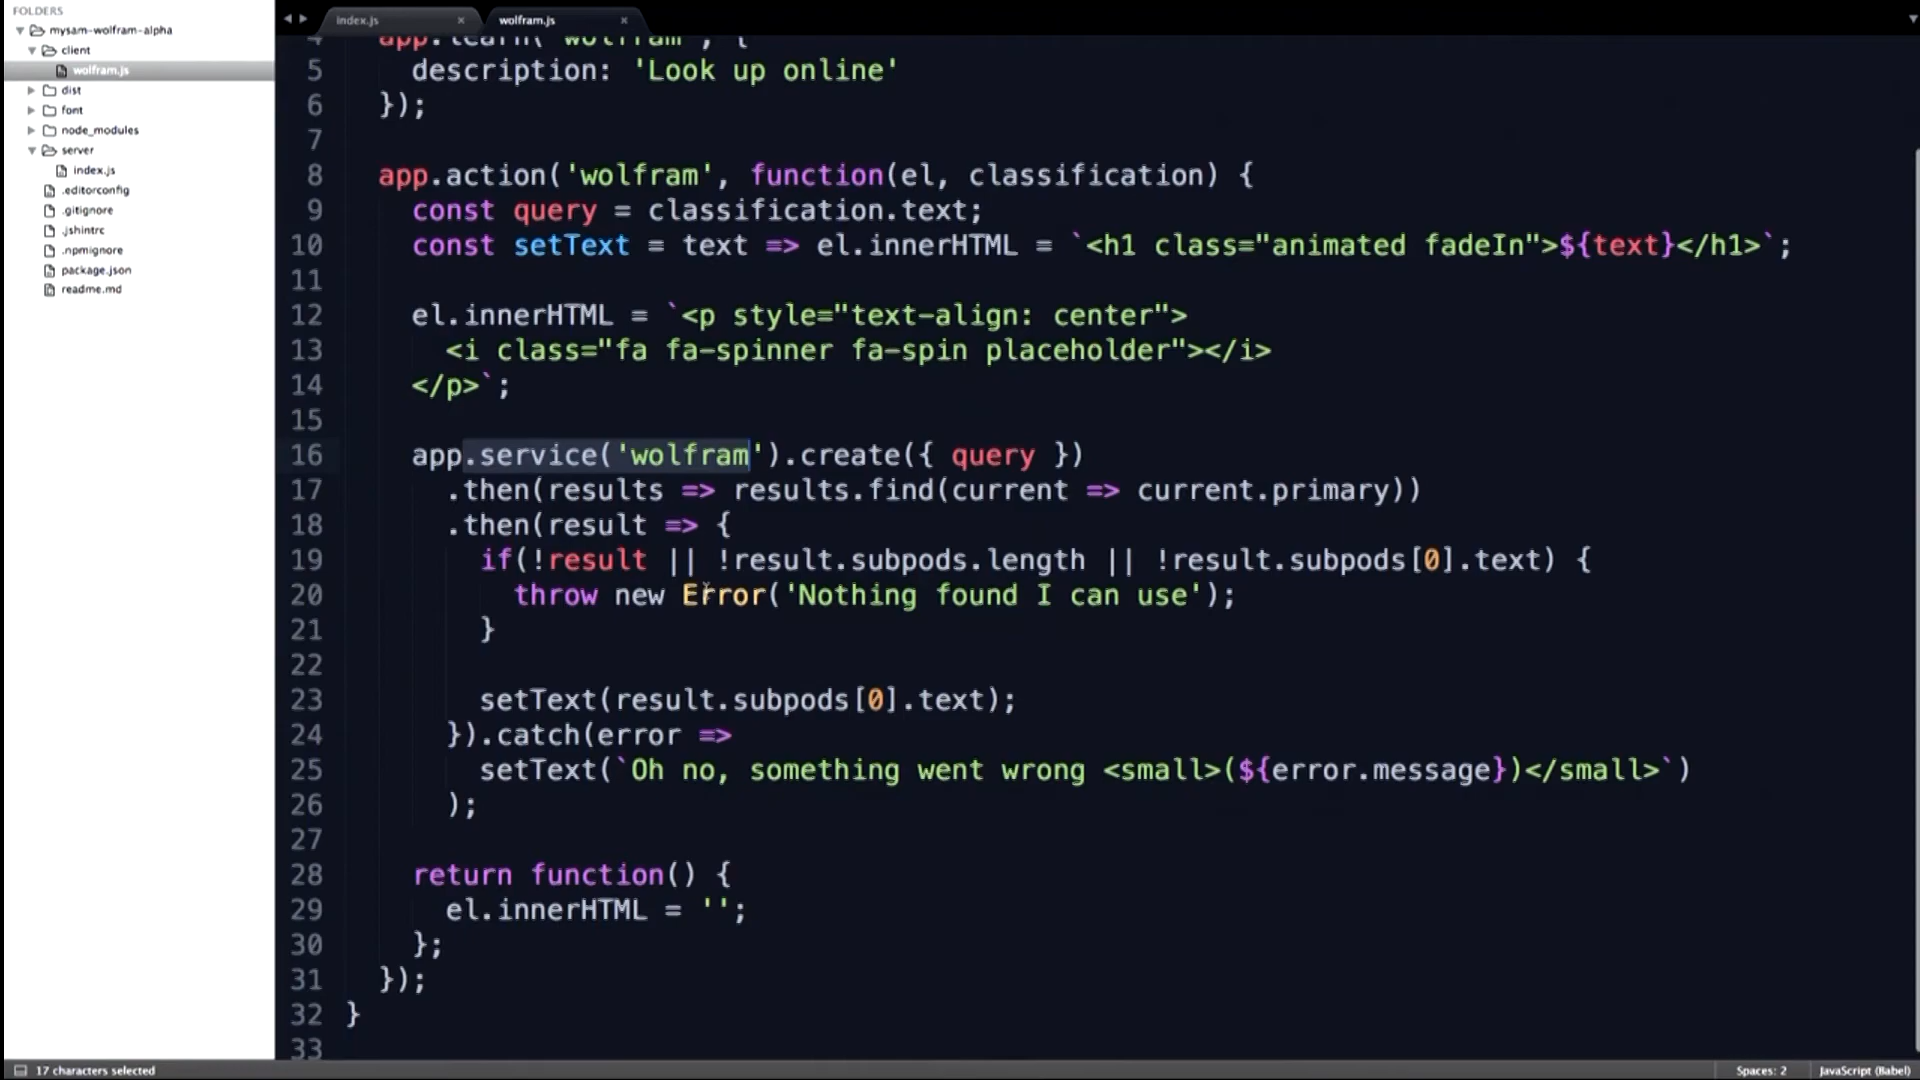 FOLDERS
mysam-wolfram-alpha
client
wolfram.js
dist
font
node_modules
server
index.js
.editorconfig
.gitignore
.jshintrc
.npmignore
package.json
readme.md
index.js × wolfram.js ×
4 app.learn('wolfram', {
5 description: 'Look up online'
6 });
7
8 app.action('wolfram', function(el, classification) {
9 const query = classification.text;
10 const setText = text => el.innerHTML = `<h1 class="animated fadeIn">${text}</h1>`;
11
12 el.innerHTML = `<p style="text-align: center">
13 <i class="fa fa-spinner fa-spin placeholder"></i>
14 </p>`;
15
16 app.service('wolfram').create({ query })
17 .then(results => results.find(current => current.primary))
18 .then(result => {
19 if(!result || !result.subpods.length || !result.subpods[0].text) {
20 throw new Error('Nothing found I can use');
21 }
22
23 setText(result.subpods[0].text);
24 }).catch(error =>
25 setText(`Oh no, something went wrong <small>(${error.message})</small>`)
26 );
27
28 return function() {
29 el.innerHTML = '';
30 };
31 });
32 }
33
17 characters selected Spaces: 2 JavaScript (Babel)